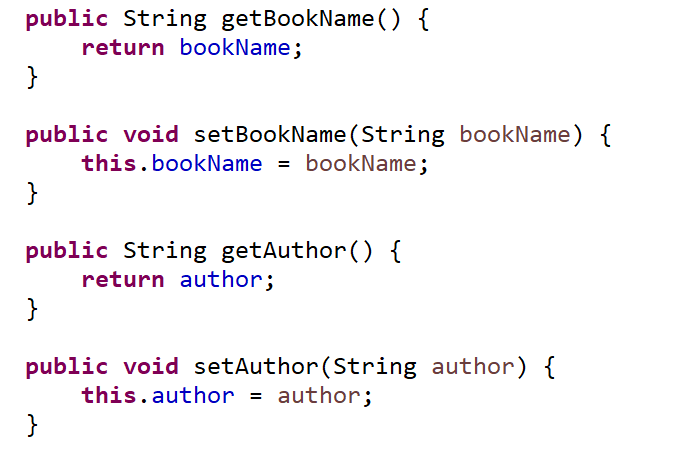 public String getBookName() {
    return bookName;
}
public void setBookName(String bookName) {
    this.bookName = bookName;
}
public String getAuthor() {
    return author;
}
public void setAuthor(String author) {
    this.author = author;
}